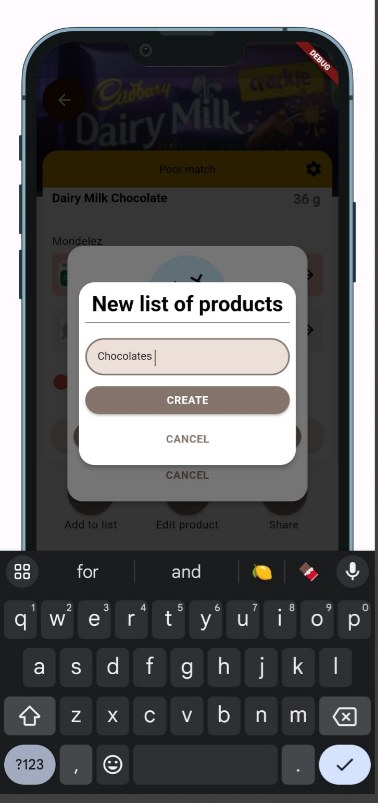 DEBUG
Cadbury
crackle
Dairy Milk
Poor match
Dairy Milk Chocolate 36 g
Mondelez
New list of products
Chocolates
CREATE
CANCEL
CANCEL
Add to list Edit product Share
for and
q1 w2 e3 r4 t5 y6 u7 i8 o9 p0
a s d f g h j k l
z x c v b n m
?123 , .